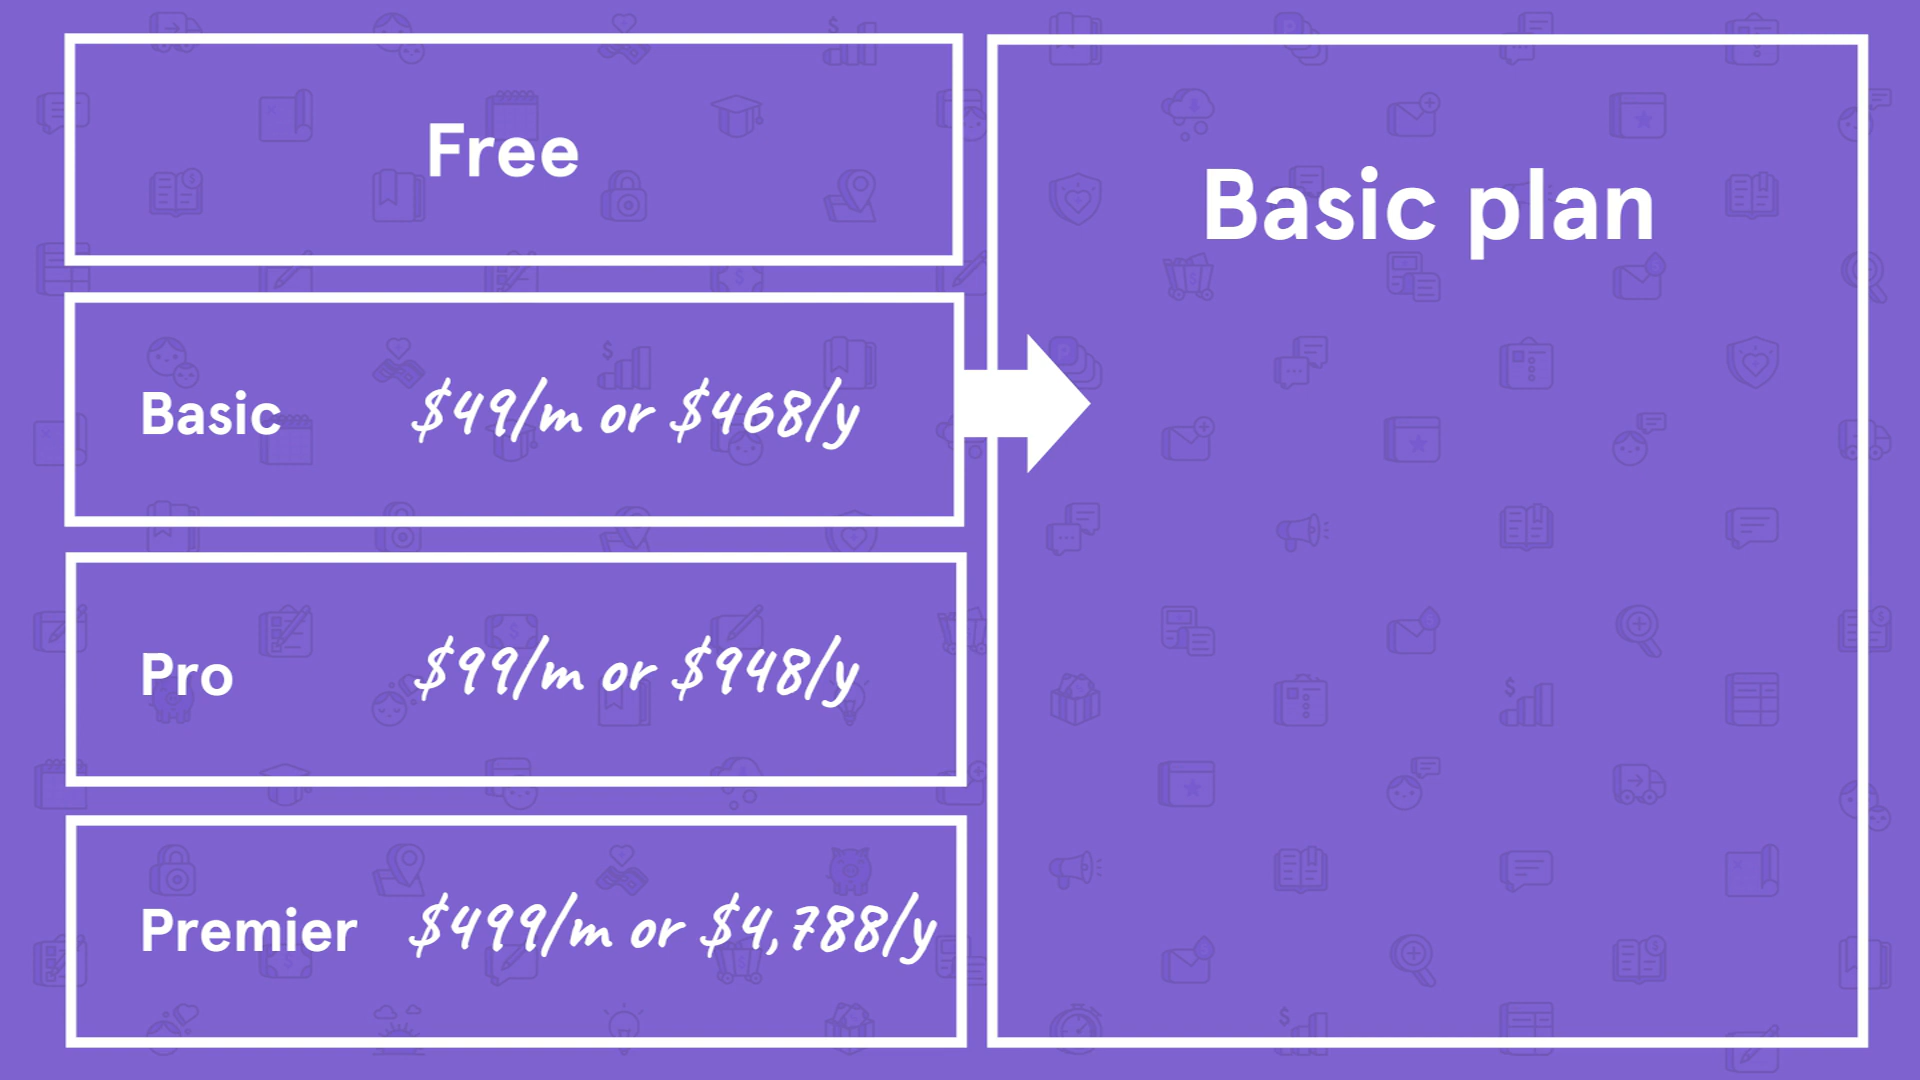 Free
Basic $49/m or $468/y
Pro $99/m or $948/y
Premier $499/m or $4,788/y
Basic plan